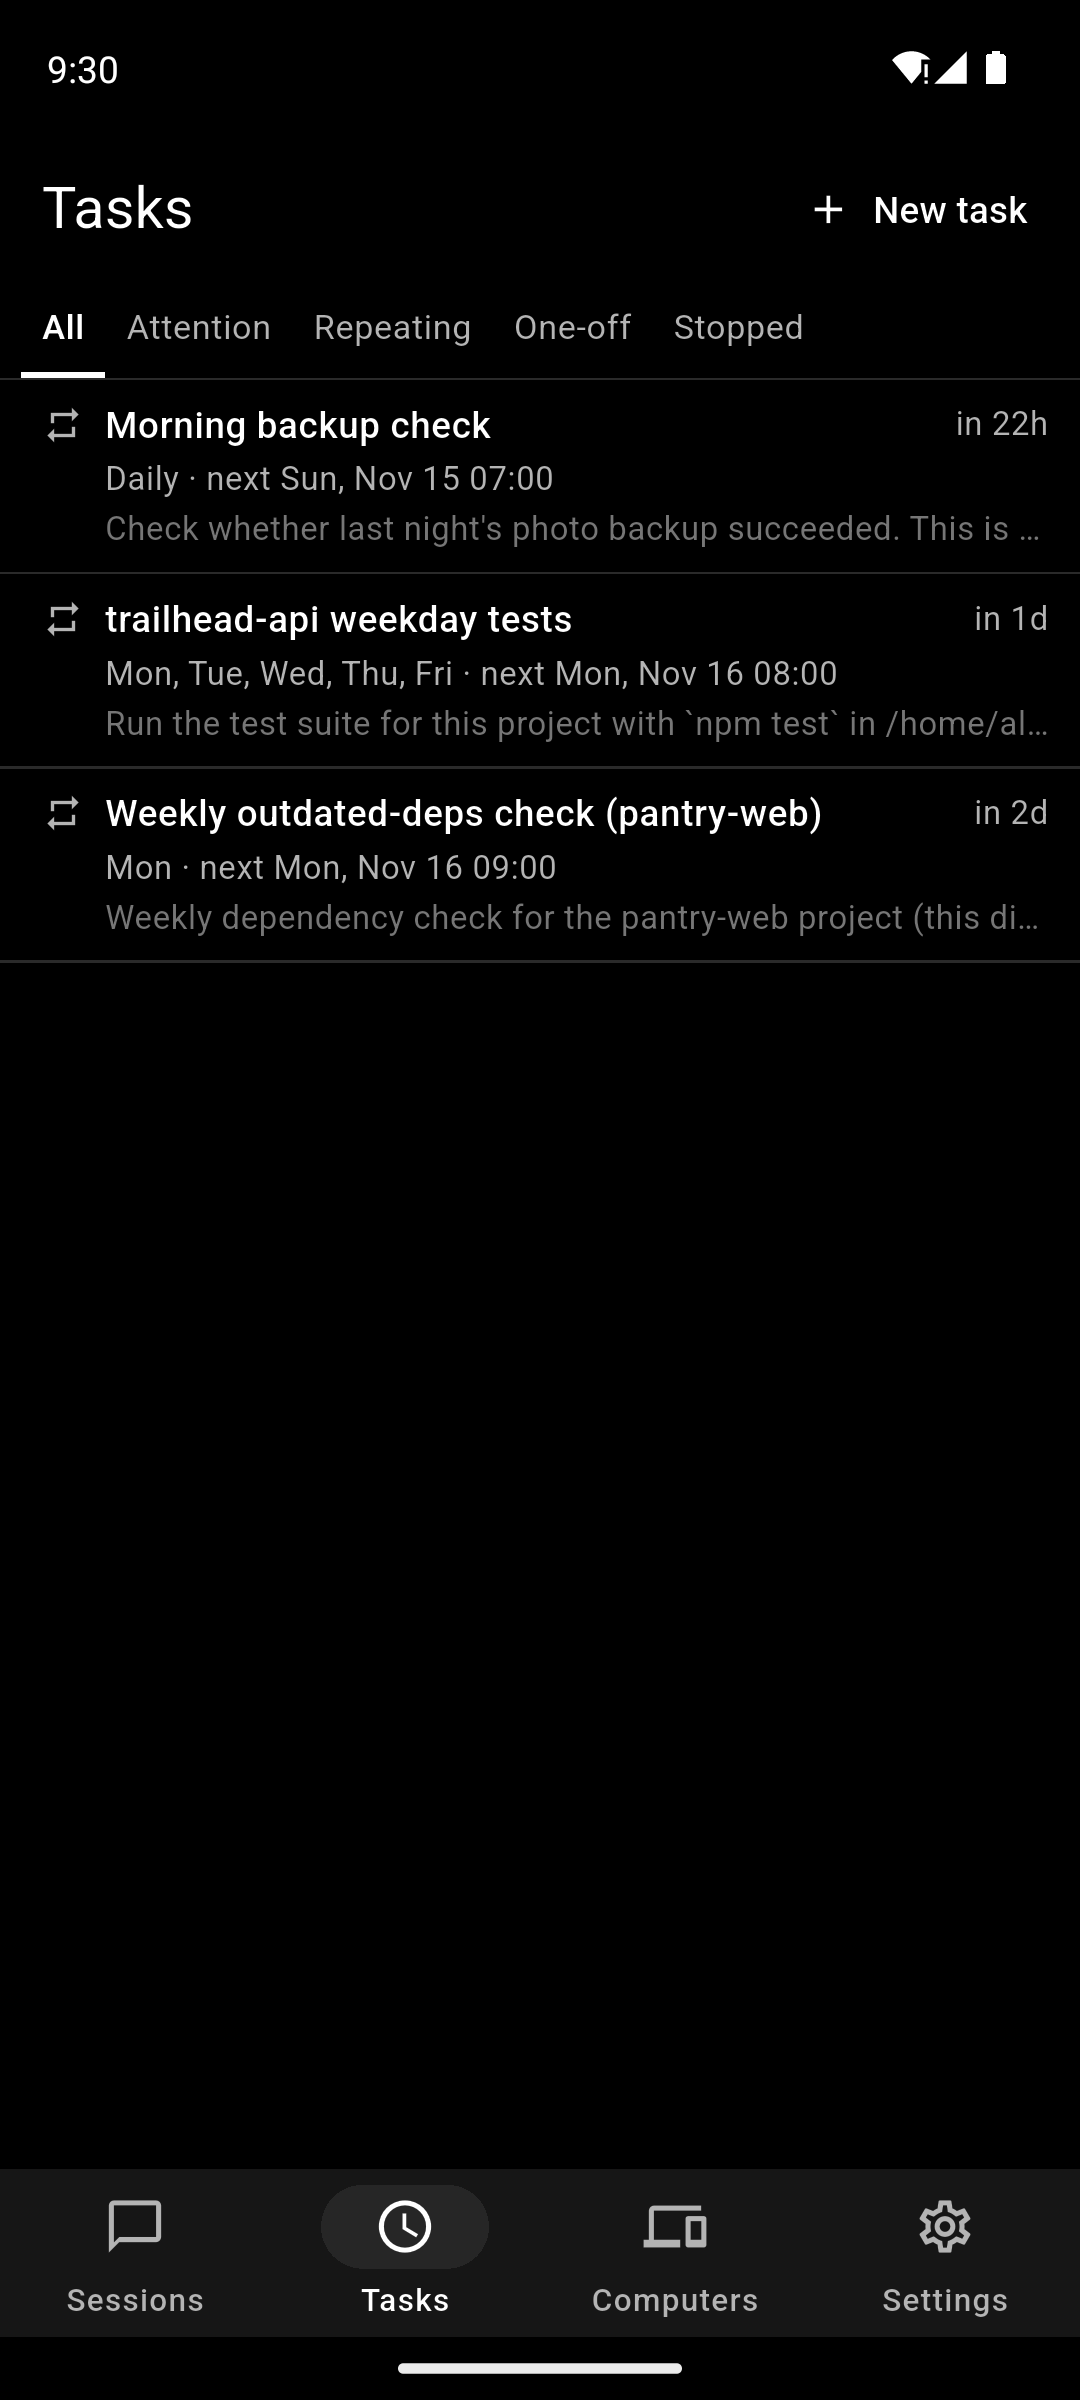 9:30
Tasks
+ New task
All Attention Repeating One-off Stopped
Morning backup check in 22h
Daily · next Sun, Nov 15 07:00
Check whether last night's photo backup succeeded. This is …
trailhead-api weekday tests in 1d
Mon, Tue, Wed, Thu, Fri · next Mon, Nov 16 08:00
Run the test suite for this project with `npm test` in /home/al…
Weekly outdated-deps check (pantry-web) in 2d
Mon · next Mon, Nov 16 09:00
Weekly dependency check for the pantry-web project (this di…
Sessions Tasks Computers Settings